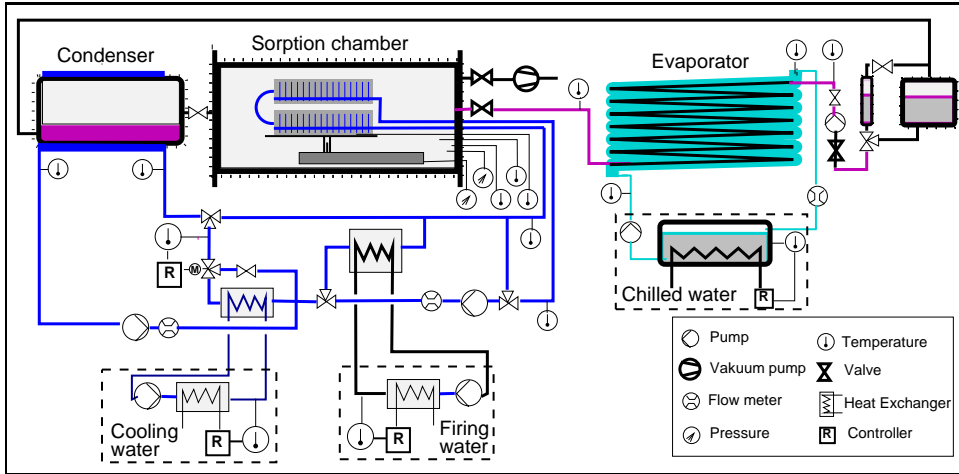 Condenser
Sorption chamber
Evaporator
R
M
Chilled water
R
Cooling
water
R
Firing
water
R
Pump
Temperature
Vakuum pump
Valve
Flow meter
Heat Exchanger
Pressure
R
Controller